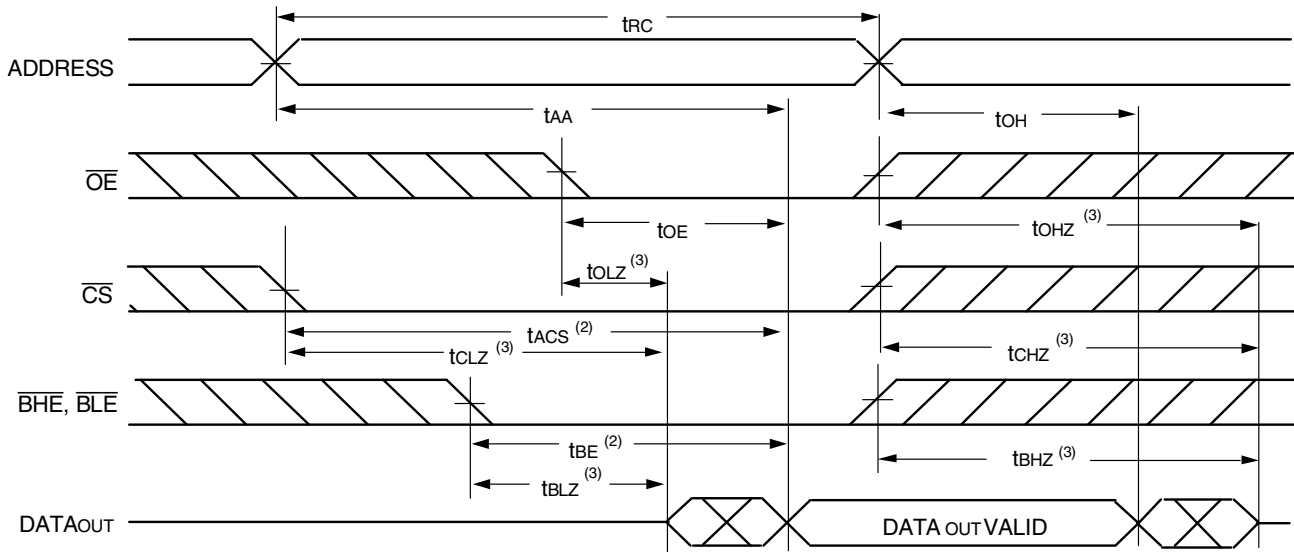 tRC
ADDRESS
tAA
tOH
OE
tOE
tOHZ (3)
tOLZ (3)
CS
tACS (2)
tCLZ (3)
tCHZ (3)
BHE, BLE
tBE (2)
tBHZ (3)
tBLZ (3)
DATAOUT
DATA OUT VALID